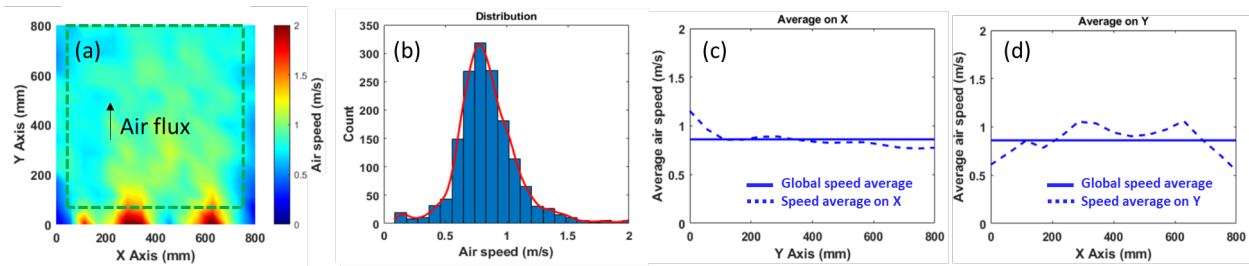 (a)
Air flux
800
700
600
500
400
300
200
100
0
Y Axis (mm)
0 200 400 600 800
X Axis (mm)
2
1.5
1
0.5
0
Air speed (m/s)
Distribution
(b)
350
300
250
200
150
100
50
0
Count
0.5 1 1.5 2
Air speed (m/s)
Average on X
(c)
2
1.5
1
0.5
0
Average air speed (m/s)
Global speed average
Speed average on X
0 200 400 600 800
Y Axis (mm)
Average on Y
(d)
2
1.5
1
0.5
0
Average air speed (m/s)
Global speed average
Speed average on Y
0 200 400 600 800
X Axis (mm)